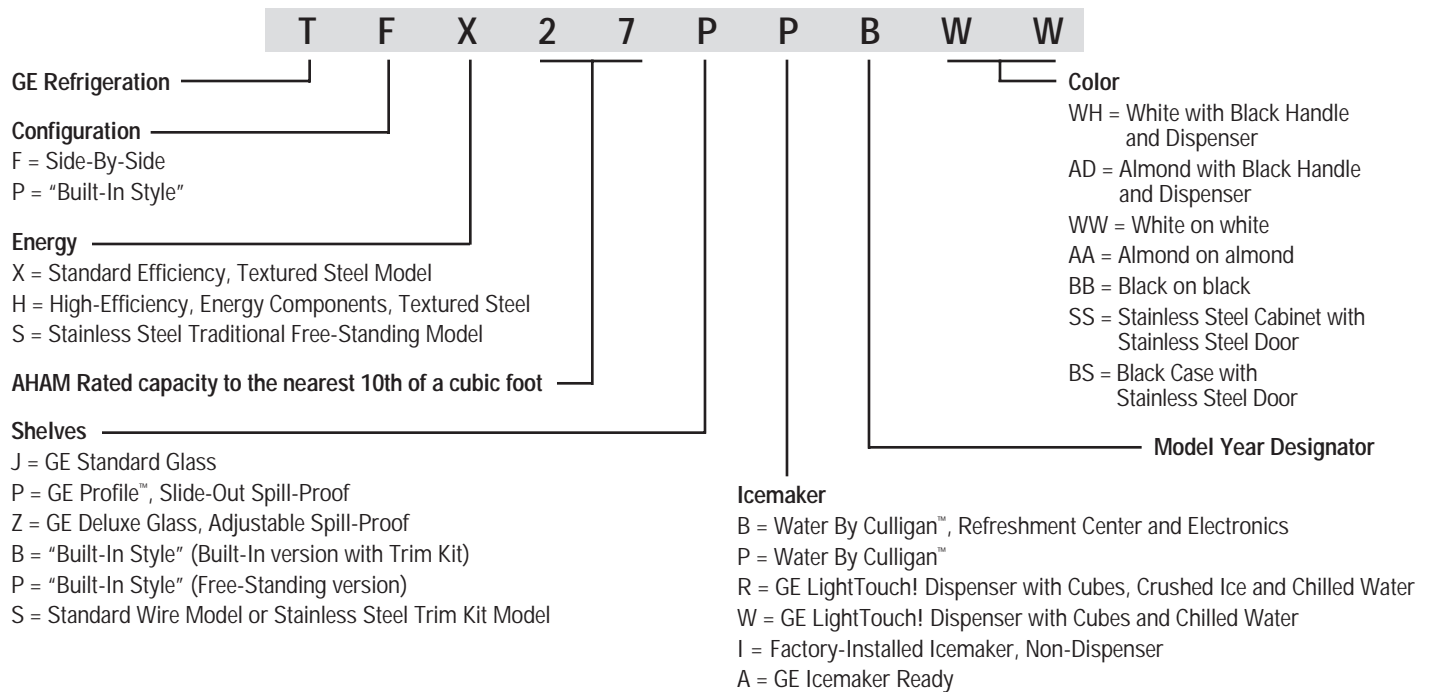 T F X 2 7 P P B W W
GE Refrigeration
Configuration
F = Side-By-Side
P = “Built-In Style”
Energy
X = Standard Efficiency, Textured Steel Model
H = High-Efficiency, Energy Components, Textured Steel
S = Stainless Steel Traditional Free-Standing Model
AHAM Rated capacity to the nearest 10th of a cubic foot
Shelves
J = GE Standard Glass
P = GE Profile™, Slide-Out Spill-Proof
Z = GE Deluxe Glass, Adjustable Spill-Proof
B = “Built-In Style” (Built-In version with Trim Kit)
P = “Built-In Style” (Free-Standing version)
S = Standard Wire Model or Stainless Steel Trim Kit Model
Color
WH = White with Black Handle
and Dispenser
AD = Almond with Black Handle
and Dispenser
WW = White on white
AA = Almond on almond
BB = Black on black
SS = Stainless Steel Cabinet with
Stainless Steel Door
BS = Black Case with
Stainless Steel Door
Model Year Designator
Icemaker
B = Water By Culligan™, Refreshment Center and Electronics
P = Water By Culligan™
R = GE LightTouch! Dispenser with Cubes, Crushed Ice and Chilled Water
W = GE LightTouch! Dispenser with Cubes and Chilled Water
I = Factory-Installed Icemaker, Non-Dispenser
A = GE Icemaker Ready